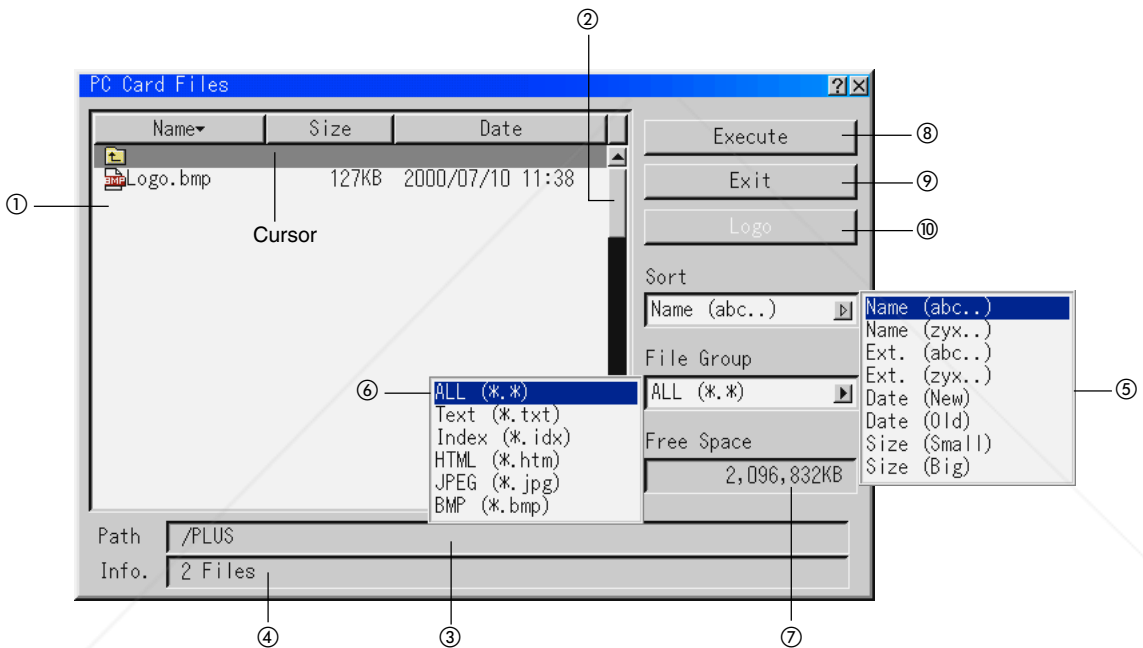 ②
PC Card Files ? ×
Name▾ Size Date
Execute ⑧
BMP Logo.bmp 127KB 2000/07/10 11:38
Exit ⑨
①
Cursor
Logo ⑩
Sort
Name (abc..)
Name (abc..)
Name (zyx..)
Ext. (abc..)
Ext. (zyx..)
Date (New)
Date (Old)
Size (Small)
Size (Big)
⑤
File Group
ALL (*.*)
⑥
ALL (*.*)
Text (*.txt)
Index (*.idx)
HTML (*.htm)
JPEG (*.jpg)
BMP (*.bmp)
Free Space
2,096,832KB
Path /PLUS
Info. 2 Files
④ ③ ⑦